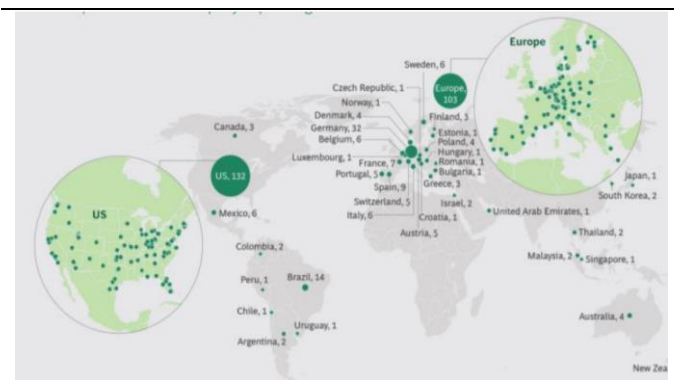 Sweden, 6
Europe
Czech Republic, 1
Europe,
103
Norway, 1
Denmark, 4
Finland, 3
Germany, 32
Estonia, 1
Canada, 3
Belgium, 6
Poland, 4
Hungary, 1
Luxembourg, 1
France, 7
Romania, 1
Portugal, 5
Bulgaria, 1
US, 132
Spain, 9
Greece, 3
Japan, 1
Switzerland, 5
Israel, 2
South Korea, 2
US
Mexico, 6
Italy, 6
Croatia, 1
United Arab Emirates, 1
Austria, 5
Thailand, 2
Colombia, 2
Malaysia, 2
Singapore, 1
Peru, 1
Brazil, 14
Chile, 1
Uruguay, 1
Australia, 4
Argentina, 2
New Zea